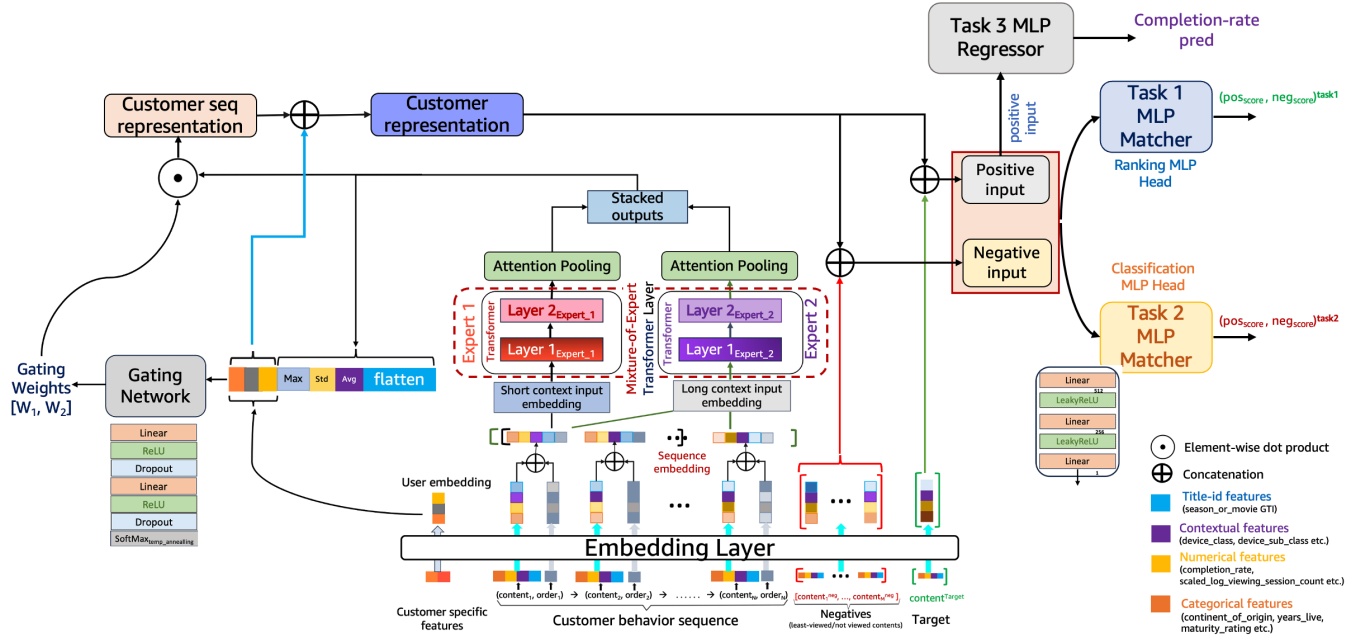 Task 3 MLP
Regressor
Completion-rate
pred
Customer seq
representation
Customer
representation
positive
input
Task 1
MLP
Matcher
(pos_score , neg_score)^task1
Ranking MLP
Head
Positive
input
Stacked
outputs
Negative
input
Attention Pooling
Attention Pooling
Classification
MLP Head
Expert 1
Transformer
Layer 2_Expert_1
Layer 1_Expert_1
Mixture-of-Expert
Transformer Layer
Transformer
Layer 2_Expert_2
Layer 1_Expert_2
Expert 2
Task 2
MLP
Matcher
(pos_score , neg_score)^task2
Gating
Weights
[W1, W2]
Gating
Network
Max
Std
Avg
flatten
Short context input
embedding
Long context input
embedding
Linear
512
LeakyReLU
Linear
256
LeakyReLU
Linear
1
Linear
ReLU
Dropout
Linear
ReLU
Dropout
SoftMax_temp_annealing
Sequence
embedding
User embedding
Element-wise dot product
Concatenation
Title-id features
(season_or_movie GTI)
Contextual features
(device_class, device_sub_class etc.)
Numerical features
(completion_rate,
scaled_log_viewing_session_count etc.)
Categorical features
(continent_of_origin, years_live,
maturity_rating etc.)
Embedding Layer
Customer specific
features
(content1, order1) → (content2, order2) → ...... → (contentN, orderN)
Customer behavior sequence
[content1^neg, ..., contentM^neg]
Negatives
(least-viewed/not viewed contents)
content^Target
Target